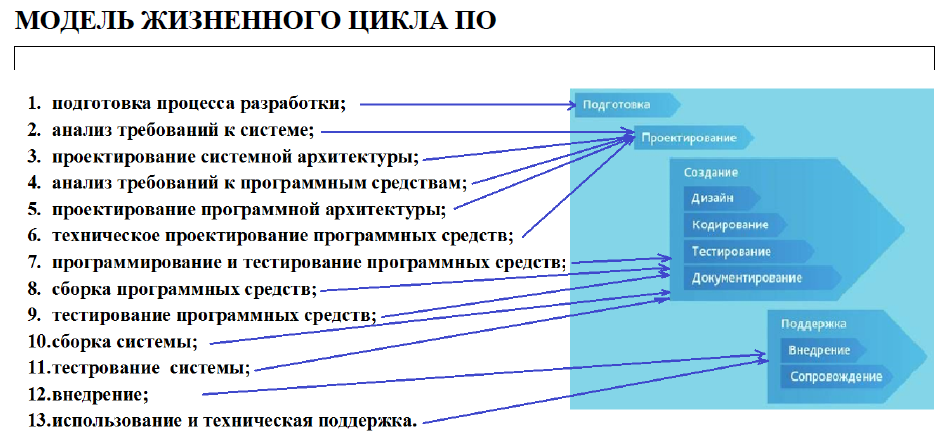 МОДЕЛЬ ЖИЗНЕННОГО ЦИКЛА ПО
1. подготовка процесса разработки;
2. анализ требований к системе;
3. проектирование системной архитектуры;
4. анализ требований к программным средствам;
5. проектирование программной архитектуры;
6. техническое проектирование программных средств;
7. программирование и тестирование программных средств;
8. сборка программных средств;
9. тестирование программных средств;
10.сборка системы;
11.тестрование системы;
12.внедрение;
13.использование и техническая поддержка.
Подготовка
Проектирование
Создание
Дизайн
Кодирование
Тестирование
Документирование
Поддержка
Внедрение
Сопровождение